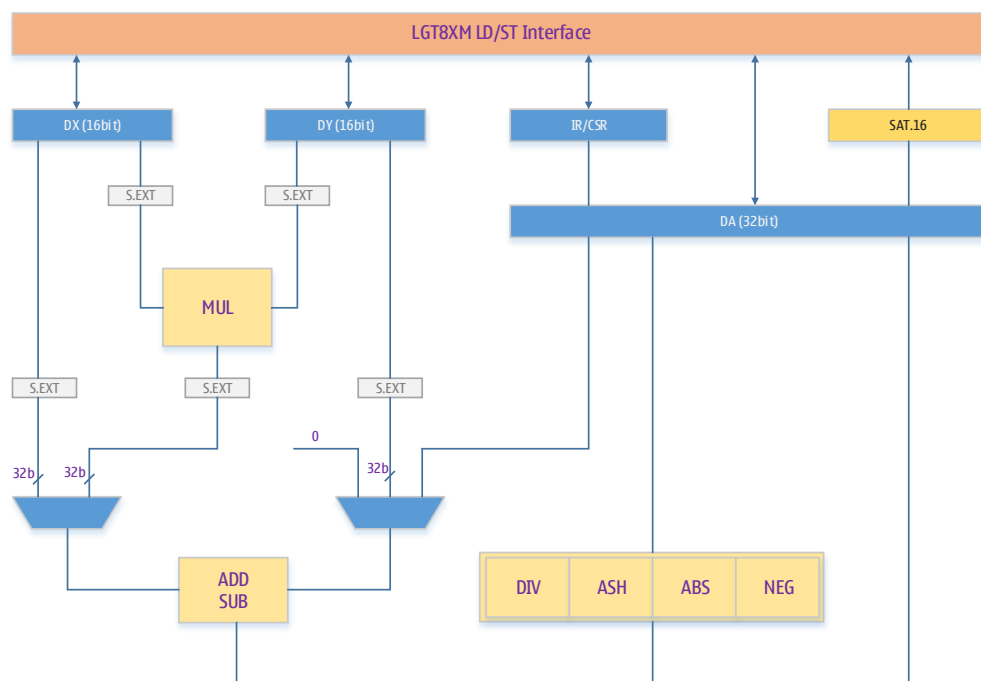 LGT8XM LD/ST Interface
DX (16bit)
DY (16bit)
IR/CSR
SAT.16
S.EXT
S.EXT
DA (32bit)
MUL
S.EXT
S.EXT
S.EXT
0
32b
32b
32b
ADD
SUB
DIV
ASH
ABS
NEG